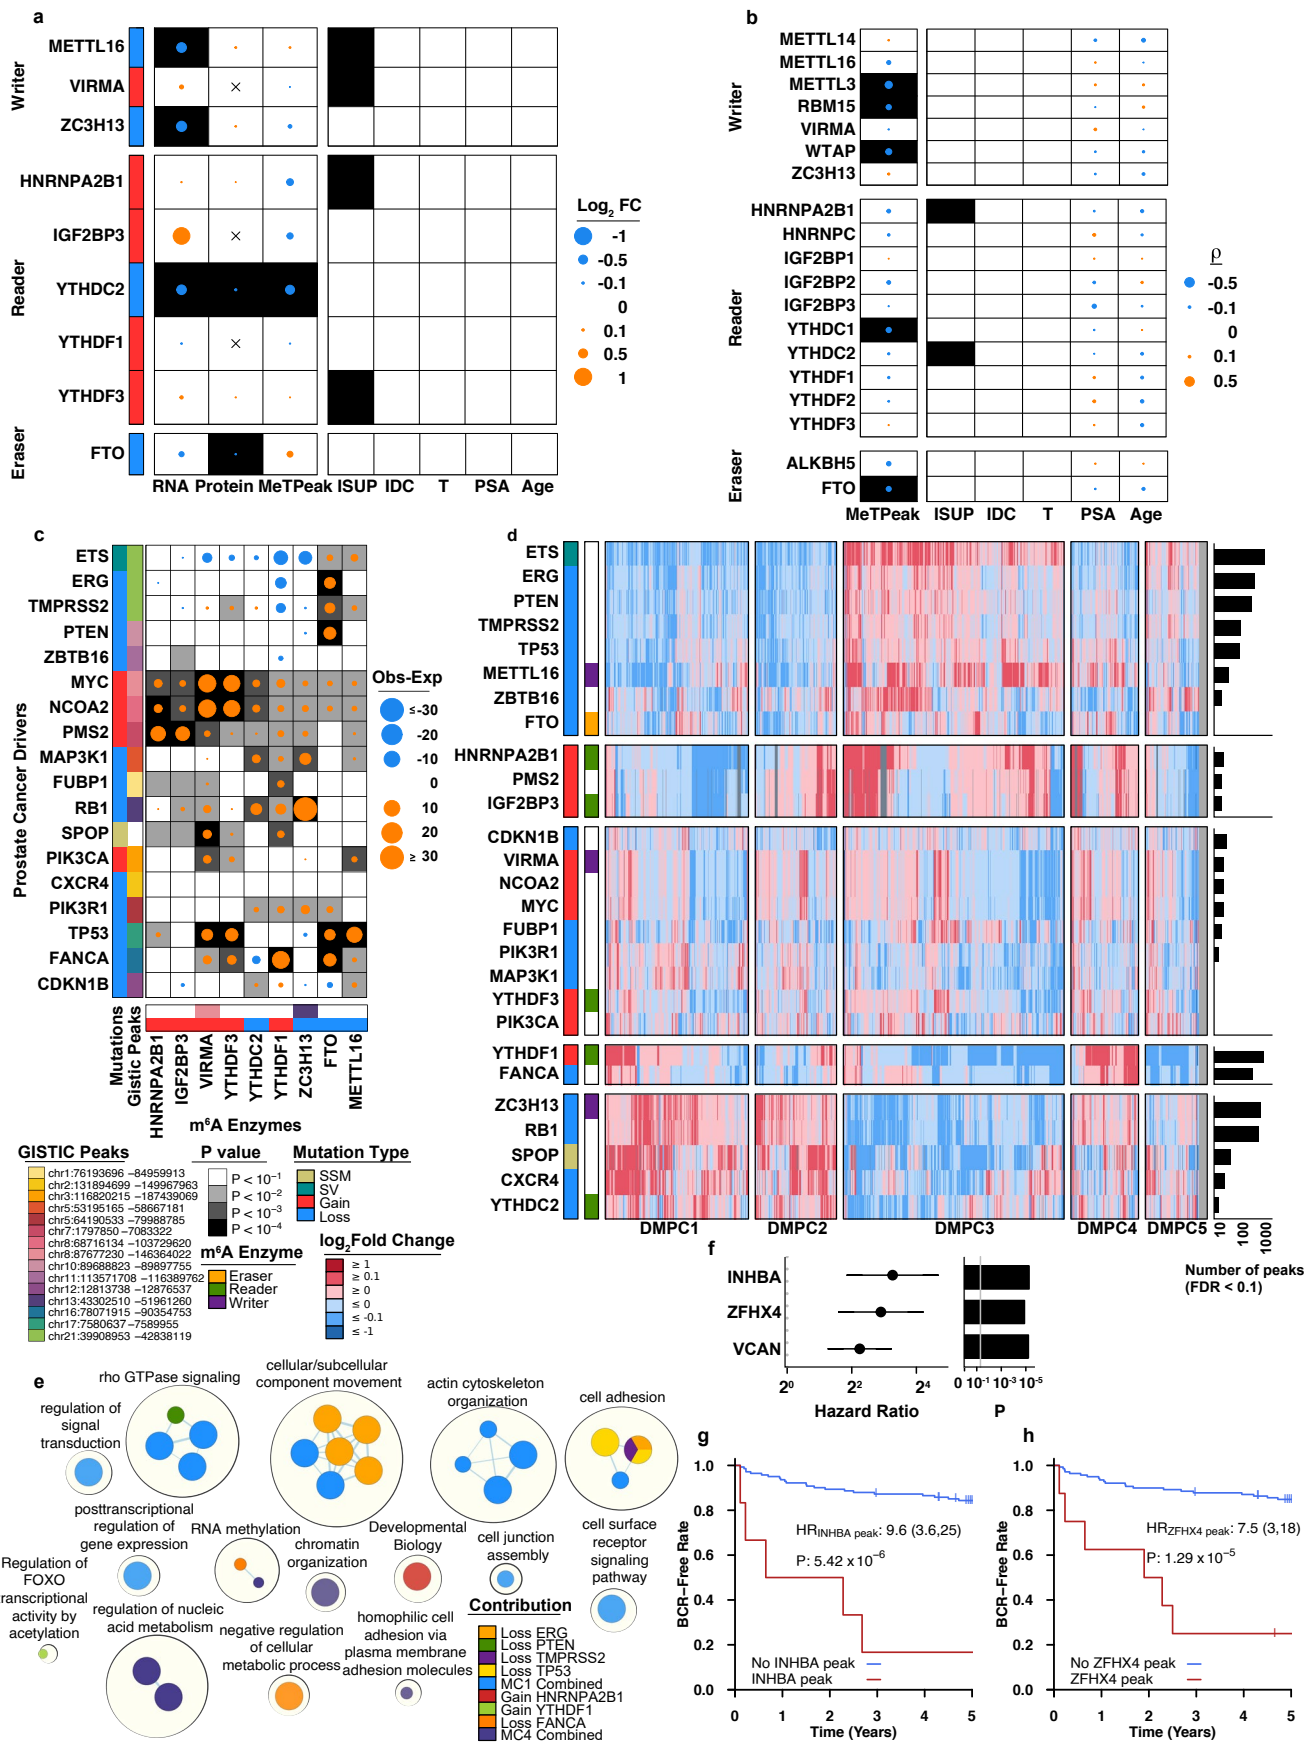 a
Writer
METTL16
VIRMA
ZC3H13
Reader
HNRNPA2B1
IGF2BP3
YTHDC2
YTHDF1
YTHDF3
Eraser
FTO
RNA Protein MeTPeak ISUP IDC T PSA Age
Log2 FC
-1
-0.5
-0.1
0
0.1
0.5
1
b
Writer
METTL14
METTL16
METTL3
RBM15
VIRMA
WTAP
ZC3H13
Reader
HNRNPA2B1
HNRNPC
IGF2BP1
IGF2BP2
IGF2BP3
YTHDC1
YTHDC2
YTHDF1
YTHDF2
YTHDF3
Eraser
ALKBH5
FTO
MeTPeak ISUP IDC T PSA Age
ρ
-0.5
-0.1
0
0.1
0.5
c
Prostate Cancer Drivers
ETS
ERG
TMPRSS2
PTEN
ZBTB16
MYC
NCOA2
PMS2
MAP3K1
FUBP1
RB1
SPOP
PIK3CA
CXCR4
PIK3R1
TP53
FANCA
CDKN1B
Mutations
Gistic Peaks
HNRNPA2B1
IGF2BP3
VIRMA
YTHDF3
YTHDC2
YTHDF1
ZC3H13
FTO
METTL16
m6A Enzymes
Obs-Exp
≤-30
-20
-10
0
10
20
≥ 30
GISTIC Peaks
chr1:76193696 −84959913
chr2:131894699 −149967963
chr3:116820215 −187439069
chr5:53195165 −58667181
chr5:64190533 −79988785
chr7:1797850 −7083322
chr8:68716134 −103729620
chr8:87677230 −146364022
chr10:89688823 −89897755
chr11:113571708 −116389762
chr12:12813738 −12876537
chr13:43302510 −51961260
chr16:78071915 −90354753
chr17:7580637 −7589955
chr21:39908953 −42838119
P value
P < 10−1
P < 10−2
P < 10−3
P < 10−4
m6A Enzyme
Eraser
Reader
Writer
Mutation Type
SSM
SV
Gain
Loss
log2Fold Change
≥ 1
≥ 0.1
≥ 0
≤ 0
≤ -0.1
≤ -1
d
ETS
ERG
PTEN
TMPRSS2
TP53
METTL16
ZBTB16
FTO
HNRNPA2B1
PMS2
IGF2BP3
CDKN1B
VIRMA
NCOA2
MYC
FUBP1
PIK3R1
MAP3K1
YTHDF3
PIK3CA
YTHDF1
FANCA
ZC3H13
RB1
SPOP
CXCR4
YTHDC2
DMPC1 DMPC2 DMPC3 DMPC4 DMPC5
10
100
1000
Number of peaks
(FDR < 0.1)
f
INHBA
ZFHX4
VCAN
20 22 24
Hazard Ratio
0 10-1 10-3 10-5
P
e
rho GTPase signaling
cellular/subcellular
component movement
actin cytoskeleton
organization
cell adhesion
regulation of
signal
transduction
posttranscriptional
regulation of
gene expression
RNA methylation
chromatin
organization
Developmental
Biology
cell junction
assembly
cell surface
receptor
signaling
pathway
Regulation of
FOXO
transcriptional
activity by
acetylation
regulation of nucleic
acid metabolism
negative regulation
of cellular
metabolic process
homophilic cell
adhesion via
plasma membrane
adhesion molecules
Contribution
Loss ERG
Loss PTEN
Loss TMPRSS2
Loss TP53
MC1 Combined
Gain HNRNPA2B1
Gain YTHDF1
Loss FANCA
MC4 Combined
g
BCR−Free Rate
1.0
0.8
0.6
0.4
0.2
0.0
HRINHBA peak: 9.6 (3.6,25)
P: 5.42 x 10−6
No INHBA peak
INHBA peak
0 1 2 3 4 5
Time (Years)
h
BCR−Free Rate
1.0
0.8
0.6
0.4
0.2
0.0
HRZFHX4 peak: 7.5 (3,18)
P: 1.29 x 10−5
No ZFHX4 peak
ZFHX4 peak
0 1 2 3 4 5
Time (Years)